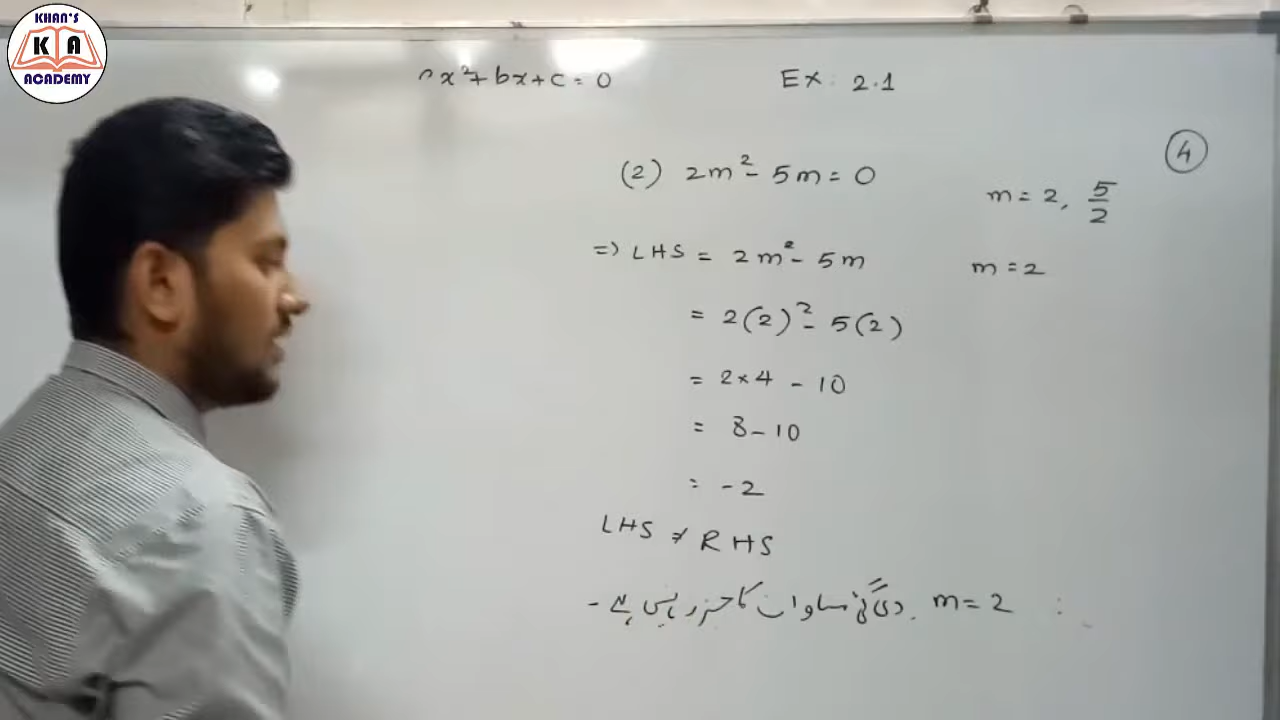 KHAN'S
K A
ACADEMY
x²+ bx+c = 0
Ex: 2.1
4
(2) 2m² - 5m = 0
m = 2, 5/2
=) LHS = 2m² - 5m
m = 2
= 2(2)² - 5(2)
= 2×4 - 10
= 8 - 10
= -2
LHS ≠ RHS
m = 2 دی گئی مساوات کا جزر نہیں ہے -